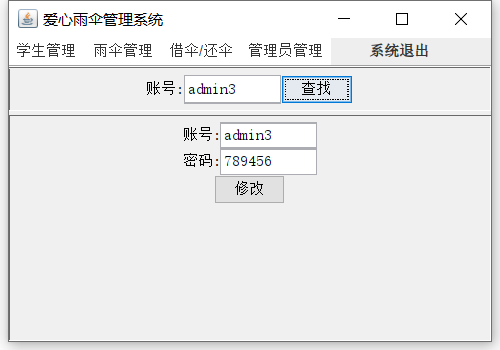 爱心雨伞管理系统
学生管理 雨伞管理 借伞/还伞 管理员管理 系统退出
账号: admin3 查找
账号: admin3
密码: 789456
修改